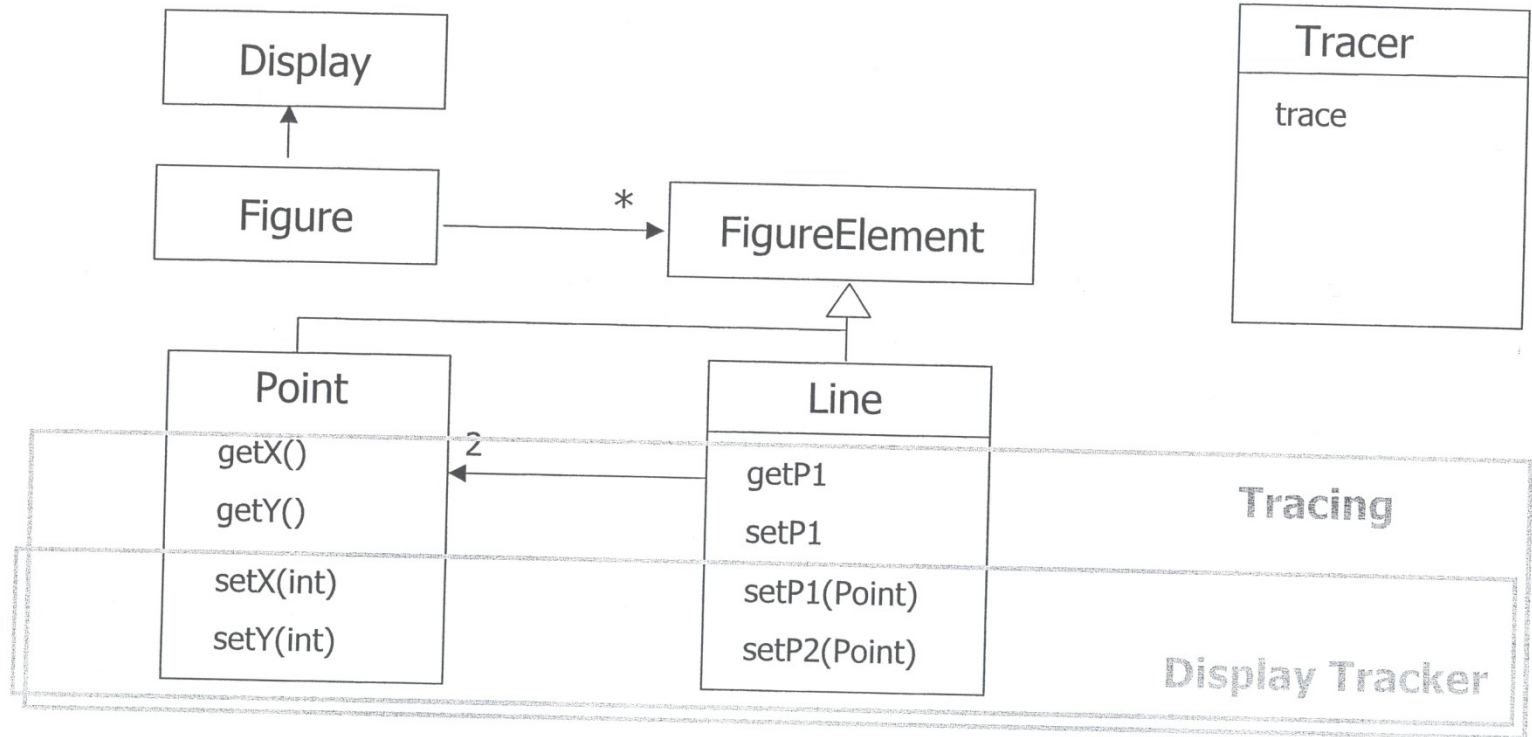 Display
Tracer
trace
Figure
*
FigureElement
Point
Line
getX()
2
getP1
Tracing
getY()
setP1
setX(int)
setP1(Point)
setY(int)
setP2(Point)
Display Tracker